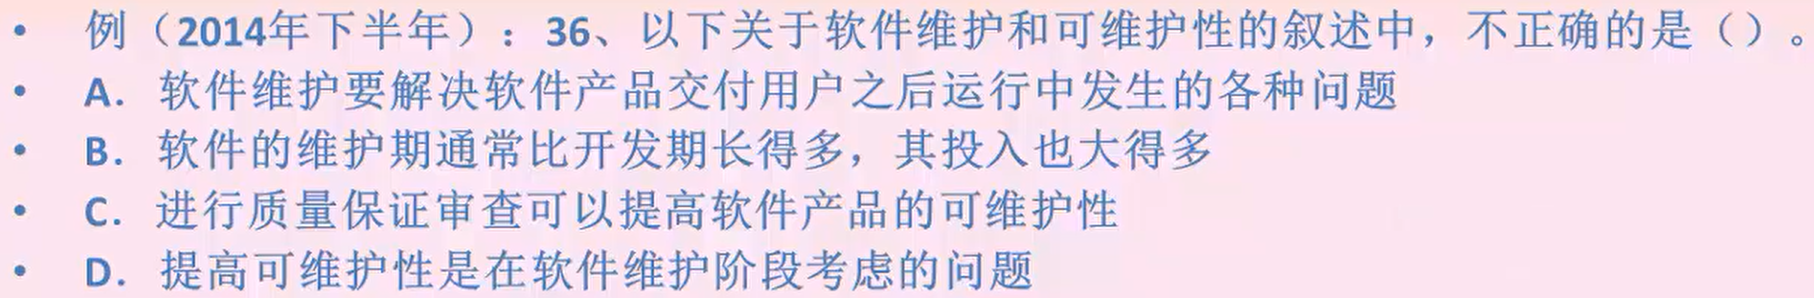 • 例（2014年下半年）：36、以下关于软件维护和可维护性的叙述中，不正确的是（）。
• A. 软件维护要解决软件产品交付用户之后运行中发生的各种问题
• B. 软件的维护期通常比开发期长得多，其投入也大得多
• C. 进行质量保证审查可以提高软件产品的可维护性
• D. 提高可维护性是在软件维护阶段考虑的问题